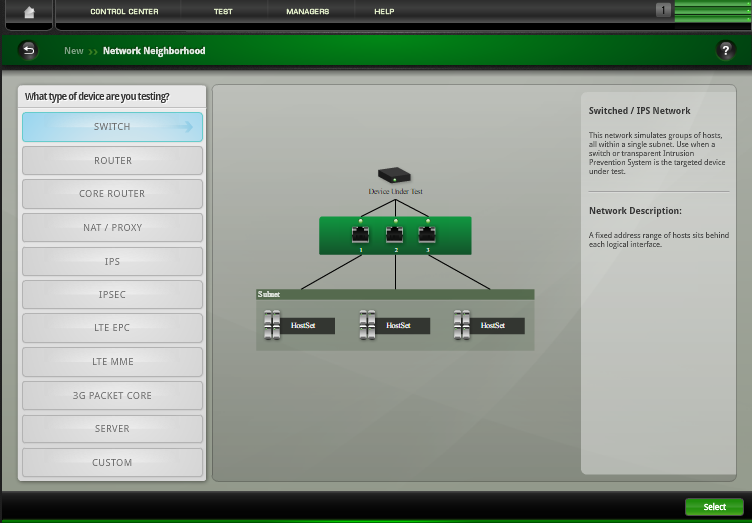 CONTROL CENTER
TEST
MANAGERS
HELP
1
New >> Network Neighborhood
?
What type of device are you testing?
SWITCH
ROUTER
CORE ROUTER
NAT / PROXY
IPS
IPSEC
LTE EPC
LTE MME
3G PACKET CORE
SERVER
CUSTOM
Device Under Test
1 2 3
Subnet
HostSet HostSet HostSet
Switched / IPS Network
This network simulates groups of hosts,
all within a single subnet. Use when a
switch or transparent Intrusion
Prevention System is the targeted device
under test.
Network Description:
A fixed address range of hosts sits behind
each logical interface.
Select